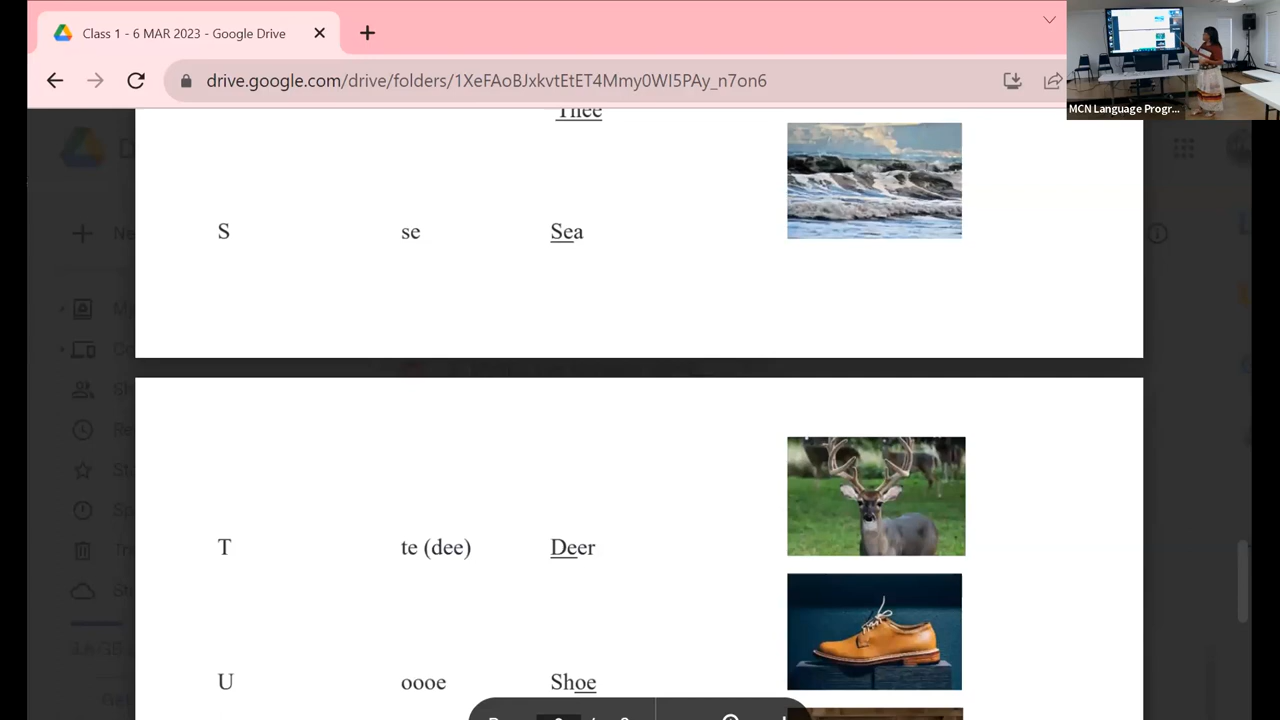 Class 1 - 6 MAR 2023 - Google Drive
drive.google.com/drive/folders/1XeFAoBJxkvtEtET4Mmy0WI5PAy_n7on6
MCN Language Progr...
Thee
S se Sea
T te (dee) Deer
U oooe Shoe